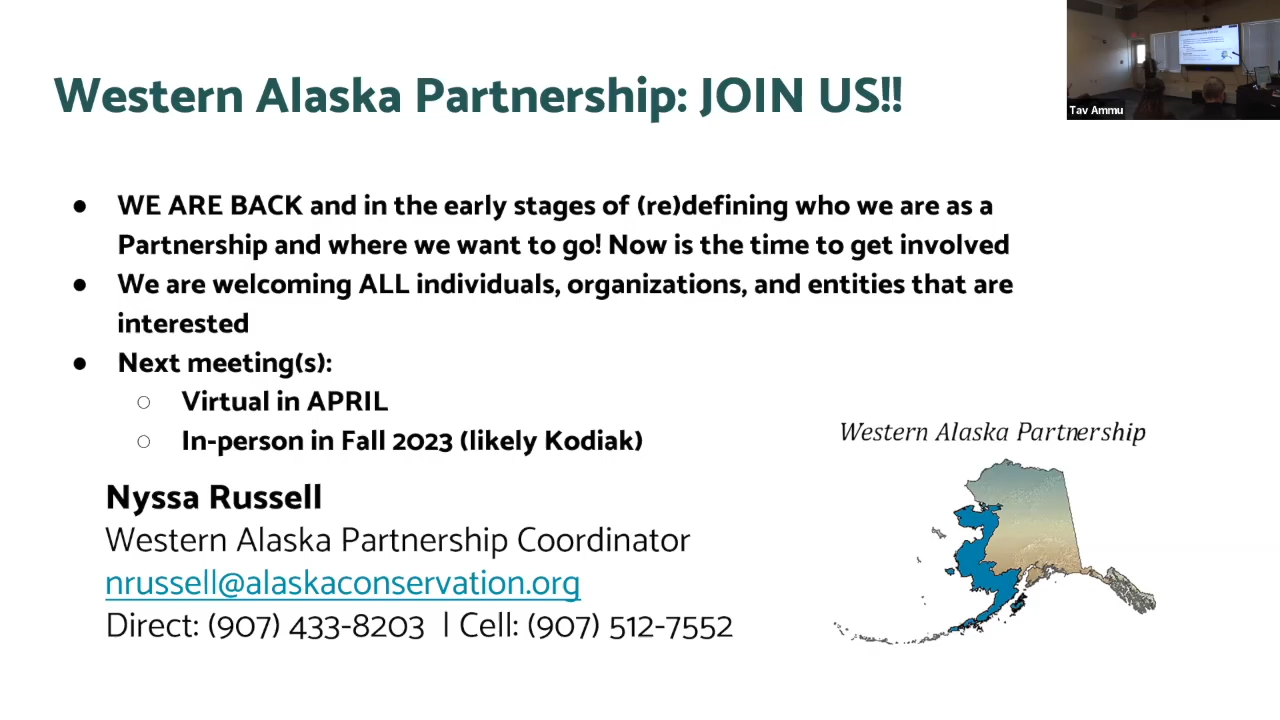 Western Alaska Partnership: JOIN US!!
Tav Ammu
● WE ARE BACK and in the early stages of (re)defining who we are as a
Partnership and where we want to go! Now is the time to get involved
● We are welcoming ALL individuals, organizations, and entities that are
interested
● Next meeting(s):
○ Virtual in APRIL
○ In-person in Fall 2023 (likely Kodiak)
Western Alaska Partnership
Nyssa Russell
Western Alaska Partnership Coordinator
nrussell@alaskaconservation.org
Direct: (907) 433-8203 | Cell: (907) 512-7552